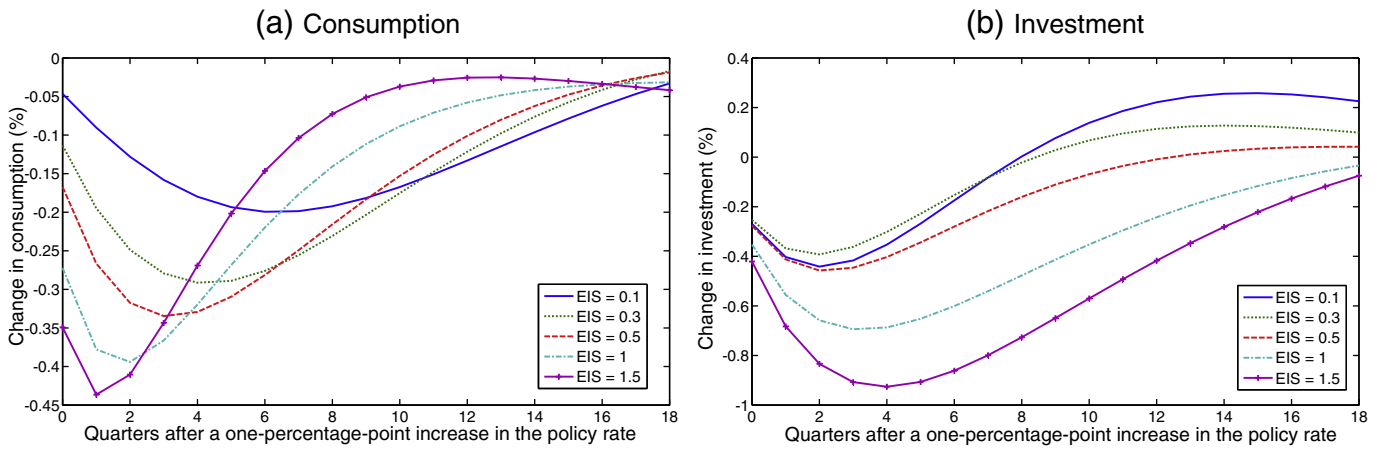 (a) Consumption
0
-0.05
-0.1
-0.15
-0.2
-0.25
-0.3
-0.35
-0.4
-0.45
Change in consumption (%)
EIS = 0.1
EIS = 0.3
EIS = 0.5
EIS = 1
EIS = 1.5
0 2 4 6 8 10 12 14 16 18
Quarters after a one-percentage-point increase in the policy rate
(b) Investment
0.4
0.2
0
-0.2
-0.4
-0.6
-0.8
-1
Change in investment (%)
EIS = 0.1
EIS = 0.3
EIS = 0.5
EIS = 1
EIS = 1.5
0 2 4 6 8 10 12 14 16 18
Quarters after a one-percentage-point increase in the policy rate